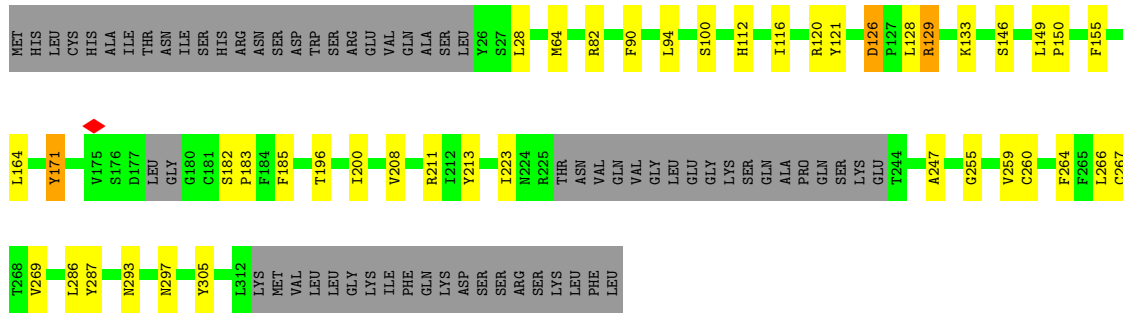 MET HIS LEU CYS HIS ALA ILE THR ASN ILE SER HIS ARG ASN SER ASP TRP SER ARG GLU VAL GLN ALA SER LEU Y26 S27 L28 M64 R82 F90 L94 S100 H112 I116 R120 Y121 D126 P127 L128 R129 K133 S146 L149 P150 F155
L164 Y171 V175 S176 D177 LEU GLY G180 C181 S182 P183 F184 F185 T196 I200 V208 R211 I212 Y213 I223 N224 R225 THR ASN VAL GLN VAL GLY LEU GLU GLY LYS SER GLN ALA PRO GLN SER LYS GLU T244 A247 G255 V259 C260 F264 F265 L266 C267
T268 V269 L286 Y287 N293 N297 Y305 L312 LYS MET VAL LEU LEU GLY LYS ILE PHE GLN LYS ASP SER SER ARG SER LYS LEU PHE LEU